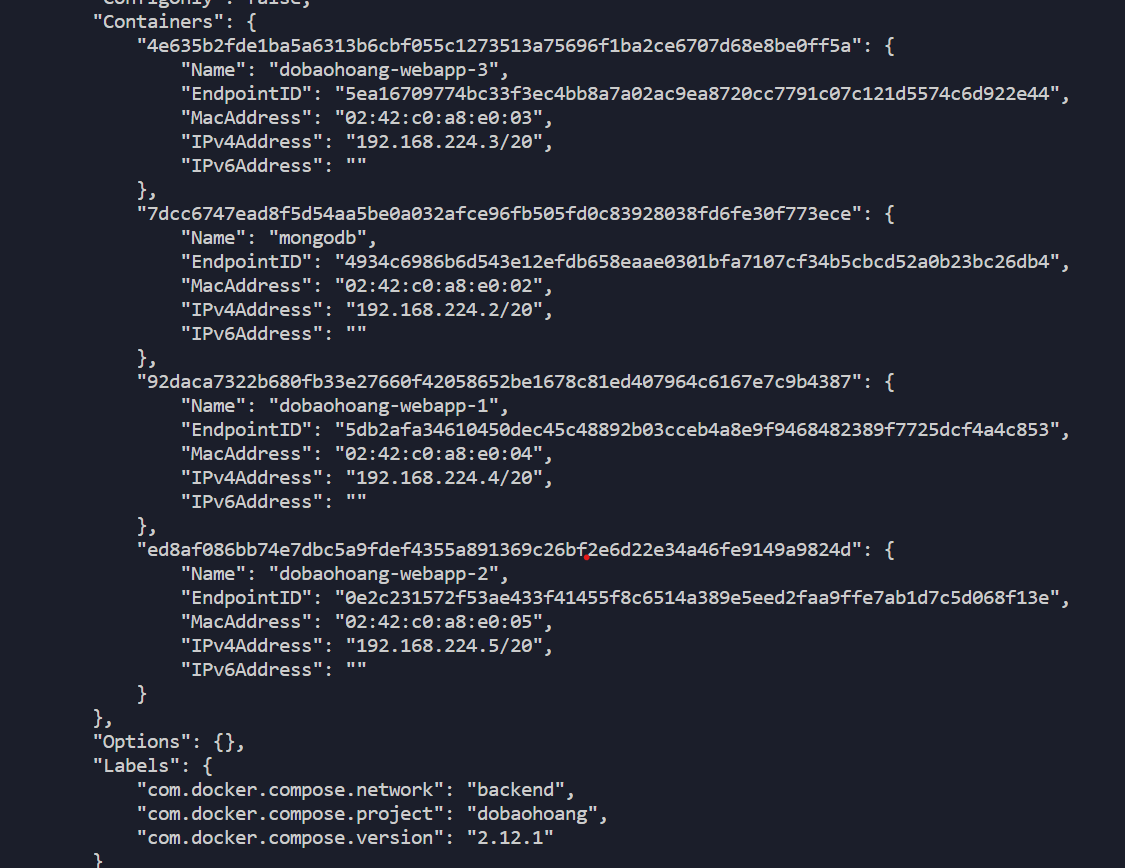 "ConfigOnly": false,
"Containers": {
"4e635b2fde1ba5a6313b6cbf055c1273513a75696f1ba2ce6707d68e8be0ff5a": {
"Name": "dobaohoang-webapp-3",
"EndpointID": "5ea16709774bc33f3ec4bb8a7a02ac9ea8720cc7791c07c121d5574c6d922e44",
"MacAddress": "02:42:c0:a8:e0:03",
"IPv4Address": "192.168.224.3/20",
"IPv6Address": ""
},
"7dcc6747ead8f5d54aa5be0a032afce96fb505fd0c83928038fd6fe30f773ece": {
"Name": "mongodb",
"EndpointID": "4934c6986b6d543e12efdb658eaae0301bfa7107cf34b5cbcd52a0b23bc26db4",
"MacAddress": "02:42:c0:a8:e0:02",
"IPv4Address": "192.168.224.2/20",
"IPv6Address": ""
},
"92daca7322b680fb33e27660f42058652be1678c81ed407964c6167e7c9b4387": {
"Name": "dobaohoang-webapp-1",
"EndpointID": "5db2afa34610450dec45c48892b03cceb4a8e9f9468482389f7725dcf4a4c853",
"MacAddress": "02:42:c0:a8:e0:04",
"IPv4Address": "192.168.224.4/20",
"IPv6Address": ""
},
"ed8af086bb74e7dbc5a9fdef4355a891369c26bf2e6d22e34a46fe9149a9824d": {
"Name": "dobaohoang-webapp-2",
"EndpointID": "0e2c231572f53ae433f41455f8c6514a389e5eed2faa9ffe7ab1d7c5d068f13e",
"MacAddress": "02:42:c0:a8:e0:05",
"IPv4Address": "192.168.224.5/20",
"IPv6Address": ""
}
},
"Options": {},
"Labels": {
"com.docker.compose.network": "backend",
"com.docker.compose.project": "dobaohoang",
"com.docker.compose.version": "2.12.1"
}